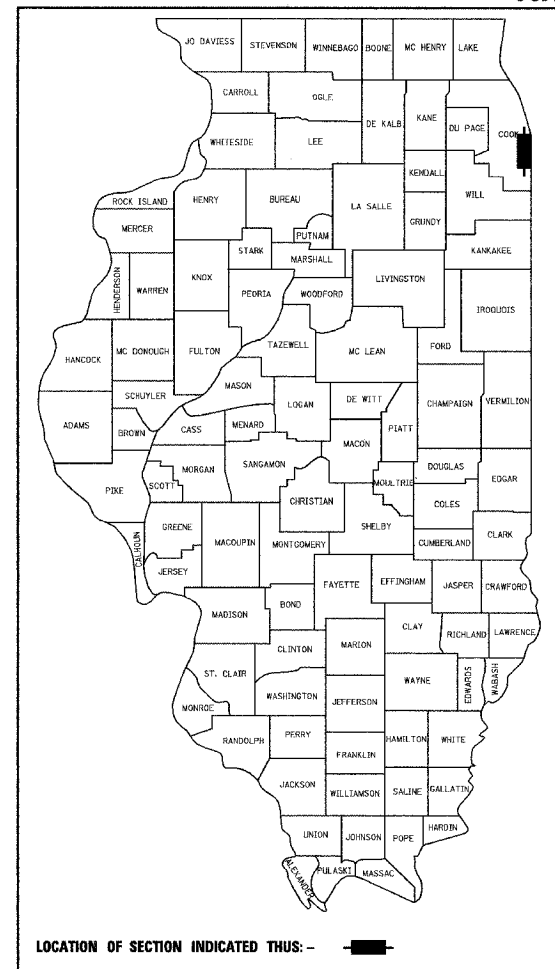 JO DAVIESS STEVENSON WINNEBAGO BOONE MC HENRY LAKE
CARROLL OGLE
DE KALB KANE DU PAGE COOK
WHITESIDE LEE
KENDALL WILL
ROCK ISLAND HENRY BUREAU LA SALLE GRUNDY
MERCER PUTNAM
STARK MARSHALL KANKAKEE
HENDERSON WARREN KNOX PEORIA WOODFORD LIVINGSTON IROQUOIS
HANCOCK MC DONOUGH FULTON TAZEWELL MC LEAN FORD
MASON
SCHUYLER LOGAN DE WITT CHAMPAIGN VERMILION
ADAMS BROWN CASS MENARD MACON PIATT
MORGAN SANGAMON DOUGLAS
PIKE SCOTT CHRISTIAN MOULTRIE COLES EDGAR
CALHOUN GREENE MACOUPIN MONTGOMERY SHELBY CUMBERLAND CLARK
JERSEY FAYETTE EFFINGHAM JASPER CRAWFORD
MADISON BOND CLAY
CLINTON MARION RICHLAND LAWRENCE
ST. CLAIR WAYNE EDWARDS WABASH
WASHINGTON JEFFERSON
MONROE
RANDOLPH PERRY HAMILTON WHITE
FRANKLIN
JACKSON WILLIAMSON SALINE GALLATIN
UNION JOHNSON POPE HARDIN
ALEXANDER PULASKI MASSAC
LOCATION OF SECTION INDICATED THUS: -